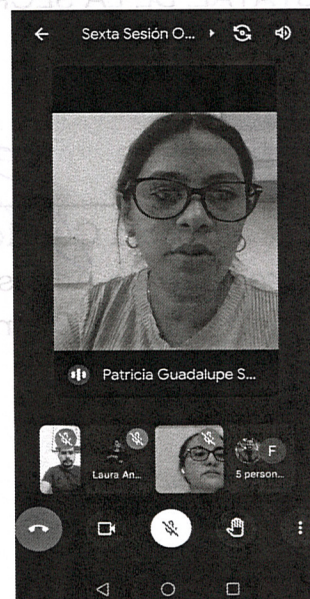 Sexta Sesión O...
Patricia Guadalupe S...
Laura An...
F
5 person...